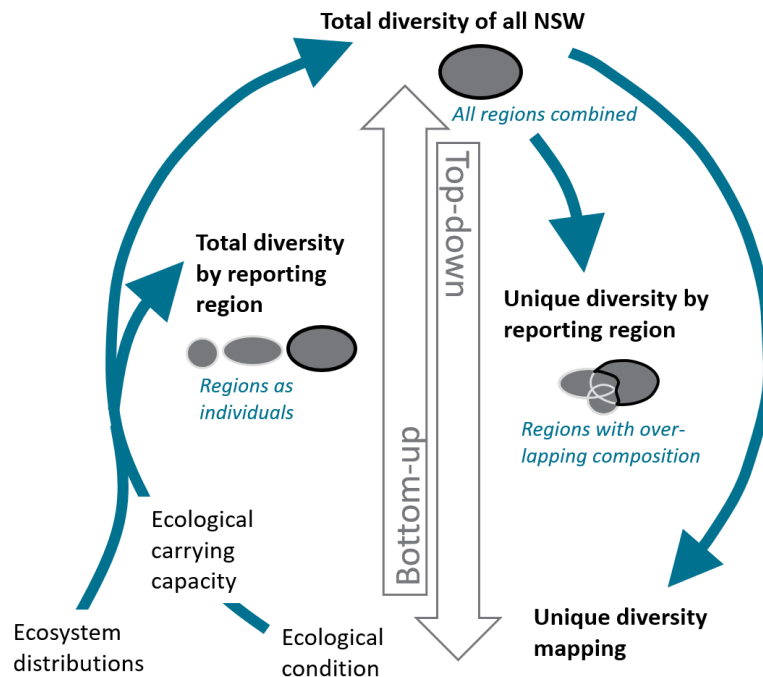 Total diversity of all NSW
All regions combined
Top-down
Total diversity
by reporting
region
Regions as
individuals
Unique diversity by
reporting region
Regions with over-
lapping composition
Bottom-up
Ecological
carrying
capacity
Ecosystem
distributions
Ecological
condition
Unique diversity
mapping